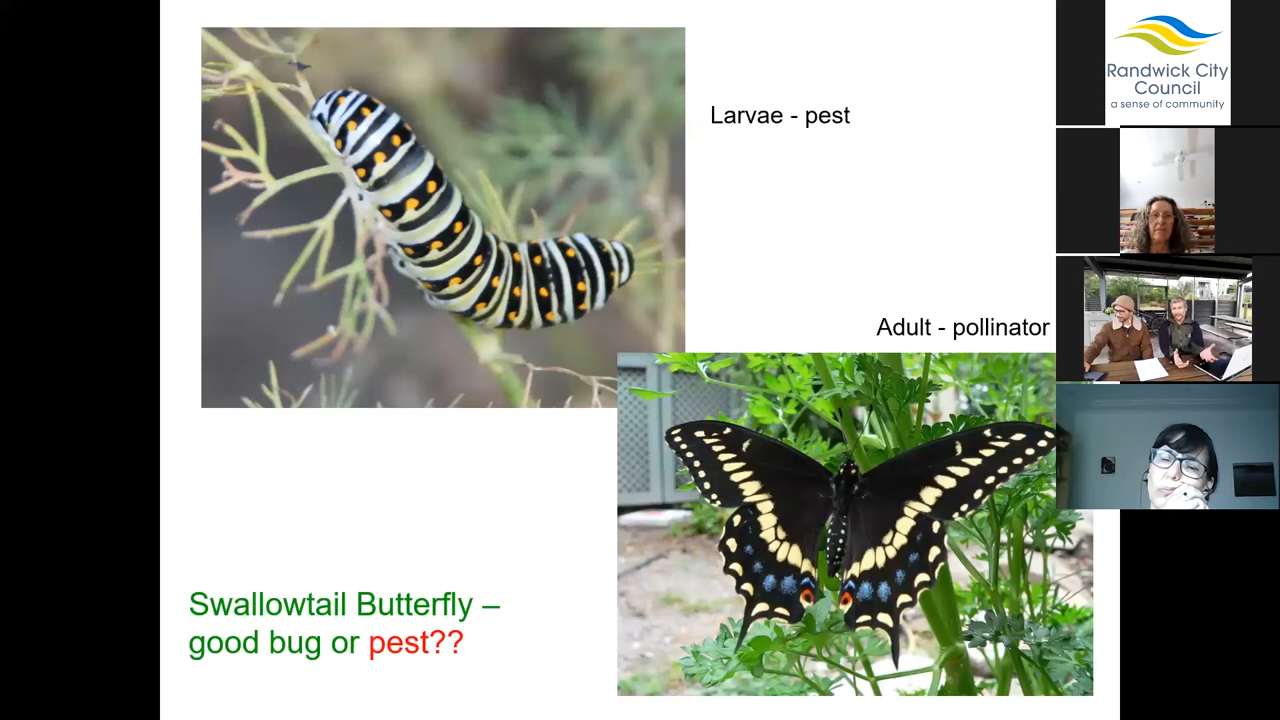 Larvae - pest
Adult - pollinator
Swallowtail Butterfly –
good bug or pest??
Randwick City
Council
a sense of community